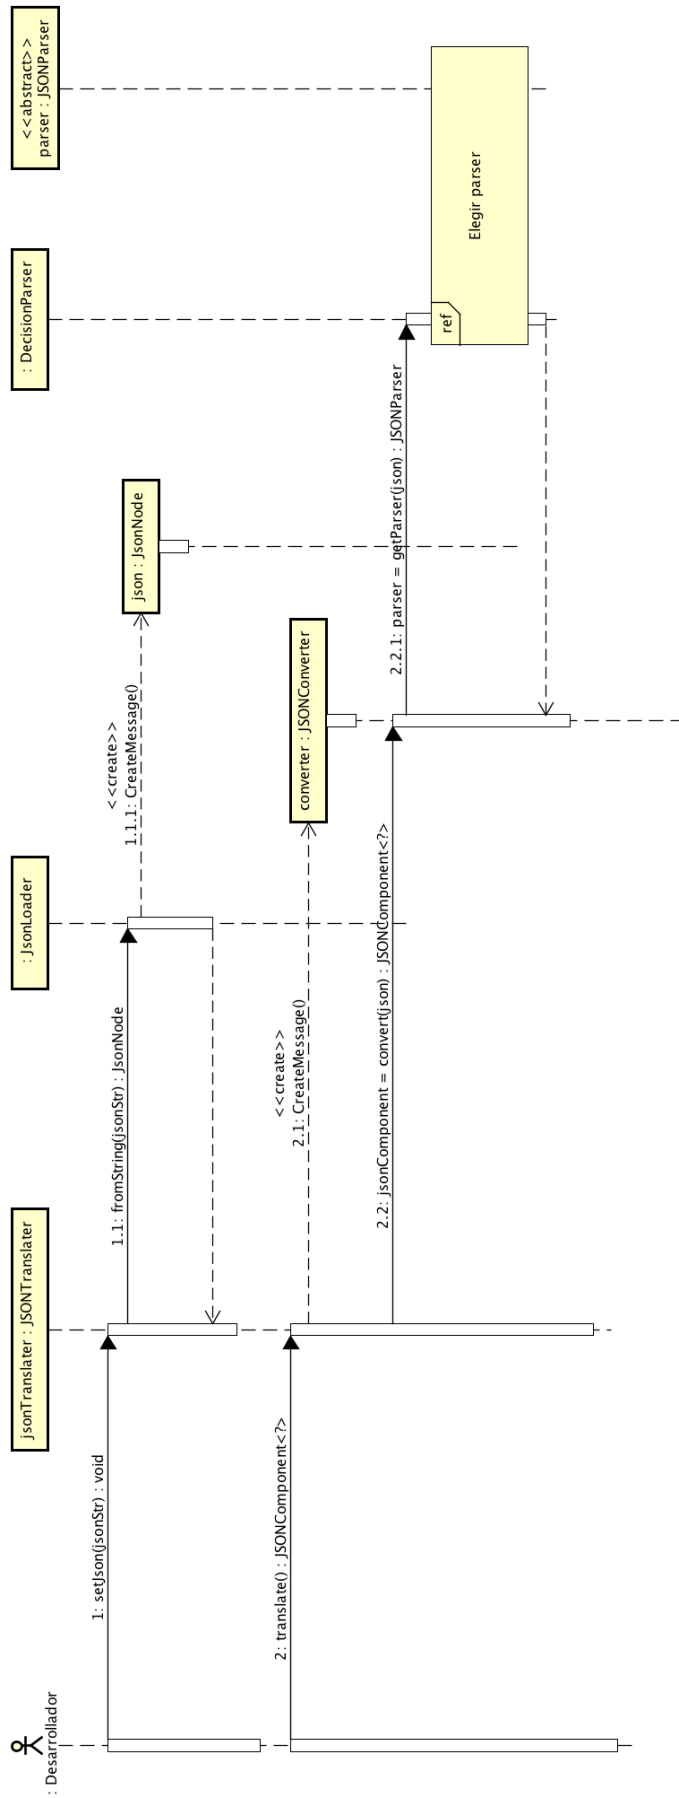 : Desarrollador
jsonTranslater : JSONTranslater
: JsonLoader
: DecisionParser
<<abstract>>
parser : JSONParser
1: setJson(jsonStr) : void
1.1: fromString(jsonStr) : JsonNode
<<create>>
1.1.1: CreateMessage()
json : JsonNode
2: translate() : JSONComponent<?>
<<create>>
2.1: CreateMessage()
converter : JSONConverter
2.2: jsonComponent = convert(json) : JSONComponent<?>
2.2.1: parser = getParser(json) : JSONParser
ref
Elegir parser